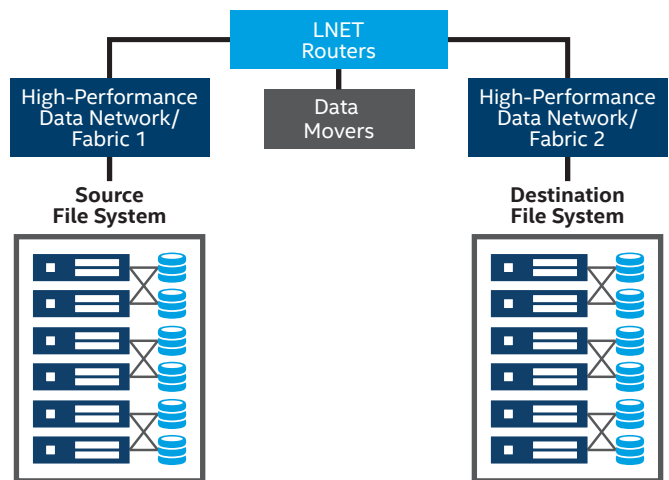 LNET
Routers
High-Performance
Data Network/
Fabric 1
Data
Movers
High-Performance
Data Network/
Fabric 2
Source
File System
Destination
File System